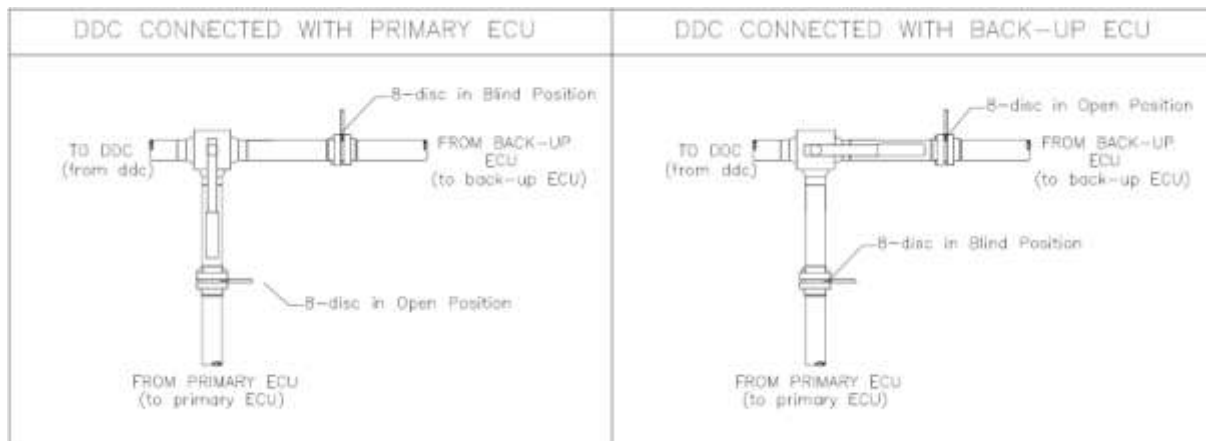 DDC CONNECTED WITH PRIMARY ECU
8-disc in Blind Position
TO DDC
(from ddc)
FROM BACK-UP
ECU
(to back-up ECU)
8-disc in Open Position
FROM PRIMARY ECU
(to primary ECU)
DDC CONNECTED WITH BACK-UP ECU
8-disc in Open Position
TO DDC
(from ddc)
FROM BACK-UP
ECU
(to back-up ECU)
8-disc in Blind Position
FROM PRIMARY ECU
(to primary ECU)